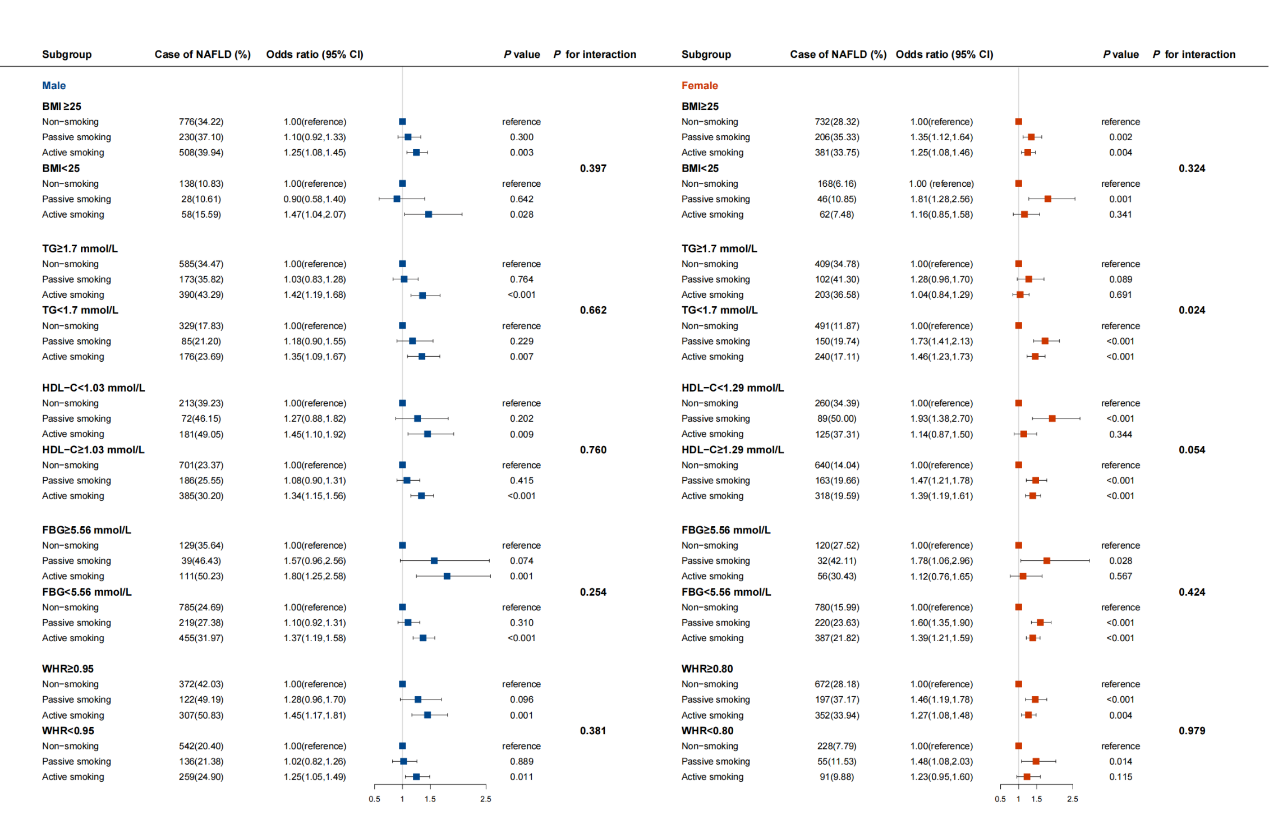 Subgroup Case of NAFLD (%) Odds ratio (95% CI) P value P for interaction
Male
BMI ≥25
Non−smoking 776(34.22) 1.00(reference) reference
Passive smoking 230(37.10) 1.10(0.92,1.33) 0.300
Active smoking 508(39.94) 1.25(1.08,1.45) 0.003
BMI<25 0.397
Non−smoking 138(10.83) 1.00(reference) reference
Passive smoking 28(10.61) 0.90(0.58,1.40) 0.642
Active smoking 58(15.59) 1.47(1.04,2.07) 0.028
TG≥1.7 mmol/L
Non−smoking 585(34.47) 1.00(reference) reference
Passive smoking 173(35.82) 1.03(0.83,1.28) 0.764
Active smoking 390(43.29) 1.42(1.19,1.68) <0.001
TG<1.7 mmol/L 0.662
Non−smoking 329(17.83) 1.00(reference) reference
Passive smoking 85(21.20) 1.18(0.90,1.55) 0.229
Active smoking 176(23.69) 1.35(1.09,1.67) 0.007
HDL−C<1.03 mmol/L
Non−smoking 213(39.23) 1.00(reference) reference
Passive smoking 72(46.15) 1.27(0.88,1.82) 0.202
Active smoking 181(49.05) 1.45(1.10,1.92) 0.009
HDL−C≥1.03 mmol/L 0.760
Non−smoking 701(23.37) 1.00(reference) reference
Passive smoking 186(25.55) 1.08(0.90,1.31) 0.415
Active smoking 385(30.20) 1.34(1.15,1.56) <0.001
FBG≥5.56 mmol/L
Non−smoking 129(35.64) 1.00(reference) reference
Passive smoking 39(46.43) 1.57(0.96,2.56) 0.074
Active smoking 111(50.23) 1.80(1.25,2.58) 0.001
FBG<5.56 mmol/L 0.254
Non−smoking 785(24.69) 1.00(reference) reference
Passive smoking 219(27.38) 1.10(0.92,1.31) 0.310
Active smoking 455(31.97) 1.37(1.19,1.58) <0.001
WHR≥0.95
Non−smoking 372(42.03) 1.00(reference) reference
Passive smoking 122(49.19) 1.28(0.96,1.70) 0.096
Active smoking 307(50.83) 1.45(1.17,1.81) 0.001
WHR<0.95 0.381
Non−smoking 542(20.40) 1.00(reference) reference
Passive smoking 136(21.38) 1.02(0.82,1.26) 0.889
Active smoking 259(24.90) 1.25(1.05,1.49) 0.011
0.5 1 1.5 2.5
Subgroup Case of NAFLD (%) Odds ratio (95% CI) P value P for interaction
Female
BMI≥25
Non−smoking 732(28.32) 1.00(reference) reference
Passive smoking 206(35.33) 1.35(1.12,1.64) 0.002
Active smoking 381(33.75) 1.25(1.08,1.46) 0.004
BMI<25 0.324
Non−smoking 168(6.16) 1.00 (reference) reference
Passive smoking 46(10.85) 1.81(1.28,2.56) 0.001
Active smoking 62(7.48) 1.16(0.85,1.58) 0.341
TG≥1.7 mmol/L
Non−smoking 409(34.78) 1.00(reference) reference
Passive smoking 102(41.30) 1.28(0.96,1.70) 0.089
Active smoking 203(36.58) 1.04(0.84,1.29) 0.691
TG<1.7 mmol/L 0.024
Non−smoking 491(11.87) 1.00(reference) reference
Passive smoking 150(19.74) 1.73(1.41,2.13) <0.001
Active smoking 240(17.11) 1.46(1.23,1.73) <0.001
HDL−C<1.29 mmol/L
Non−smoking 260(34.39) 1.00(reference) reference
Passive smoking 89(50.00) 1.93(1.38,2.70) <0.001
Active smoking 125(37.31) 1.14(0.87,1.50) 0.344
HDL−C≥1.29 mmol/L 0.054
Non−smoking 640(14.04) 1.00(reference) reference
Passive smoking 163(19.66) 1.47(1.21,1.78) <0.001
Active smoking 318(19.59) 1.39(1.19,1.61) <0.001
FBG≥5.56 mmol/L
Non−smoking 120(27.52) 1.00(reference) reference
Passive smoking 32(42.11) 1.78(1.06,2.96) 0.028
Active smoking 56(30.43) 1.12(0.76,1.65) 0.567
FBG<5.56 mmol/L 0.424
Non−smoking 780(15.99) 1.00(reference) reference
Passive smoking 220(23.63) 1.60(1.35,1.90) <0.001
Active smoking 387(21.82) 1.39(1.21,1.59) <0.001
WHR≥0.80
Non−smoking 672(28.18) 1.00(reference) reference
Passive smoking 197(37.17) 1.46(1.19,1.78) <0.001
Active smoking 352(33.94) 1.27(1.08,1.48) 0.004
WHR<0.80 0.979
Non−smoking 228(7.79) 1.00(reference) reference
Passive smoking 55(11.53) 1.48(1.08,2.03) 0.014
Active smoking 91(9.88) 1.23(0.95,1.60) 0.115
0.5 1 1.5 2.5